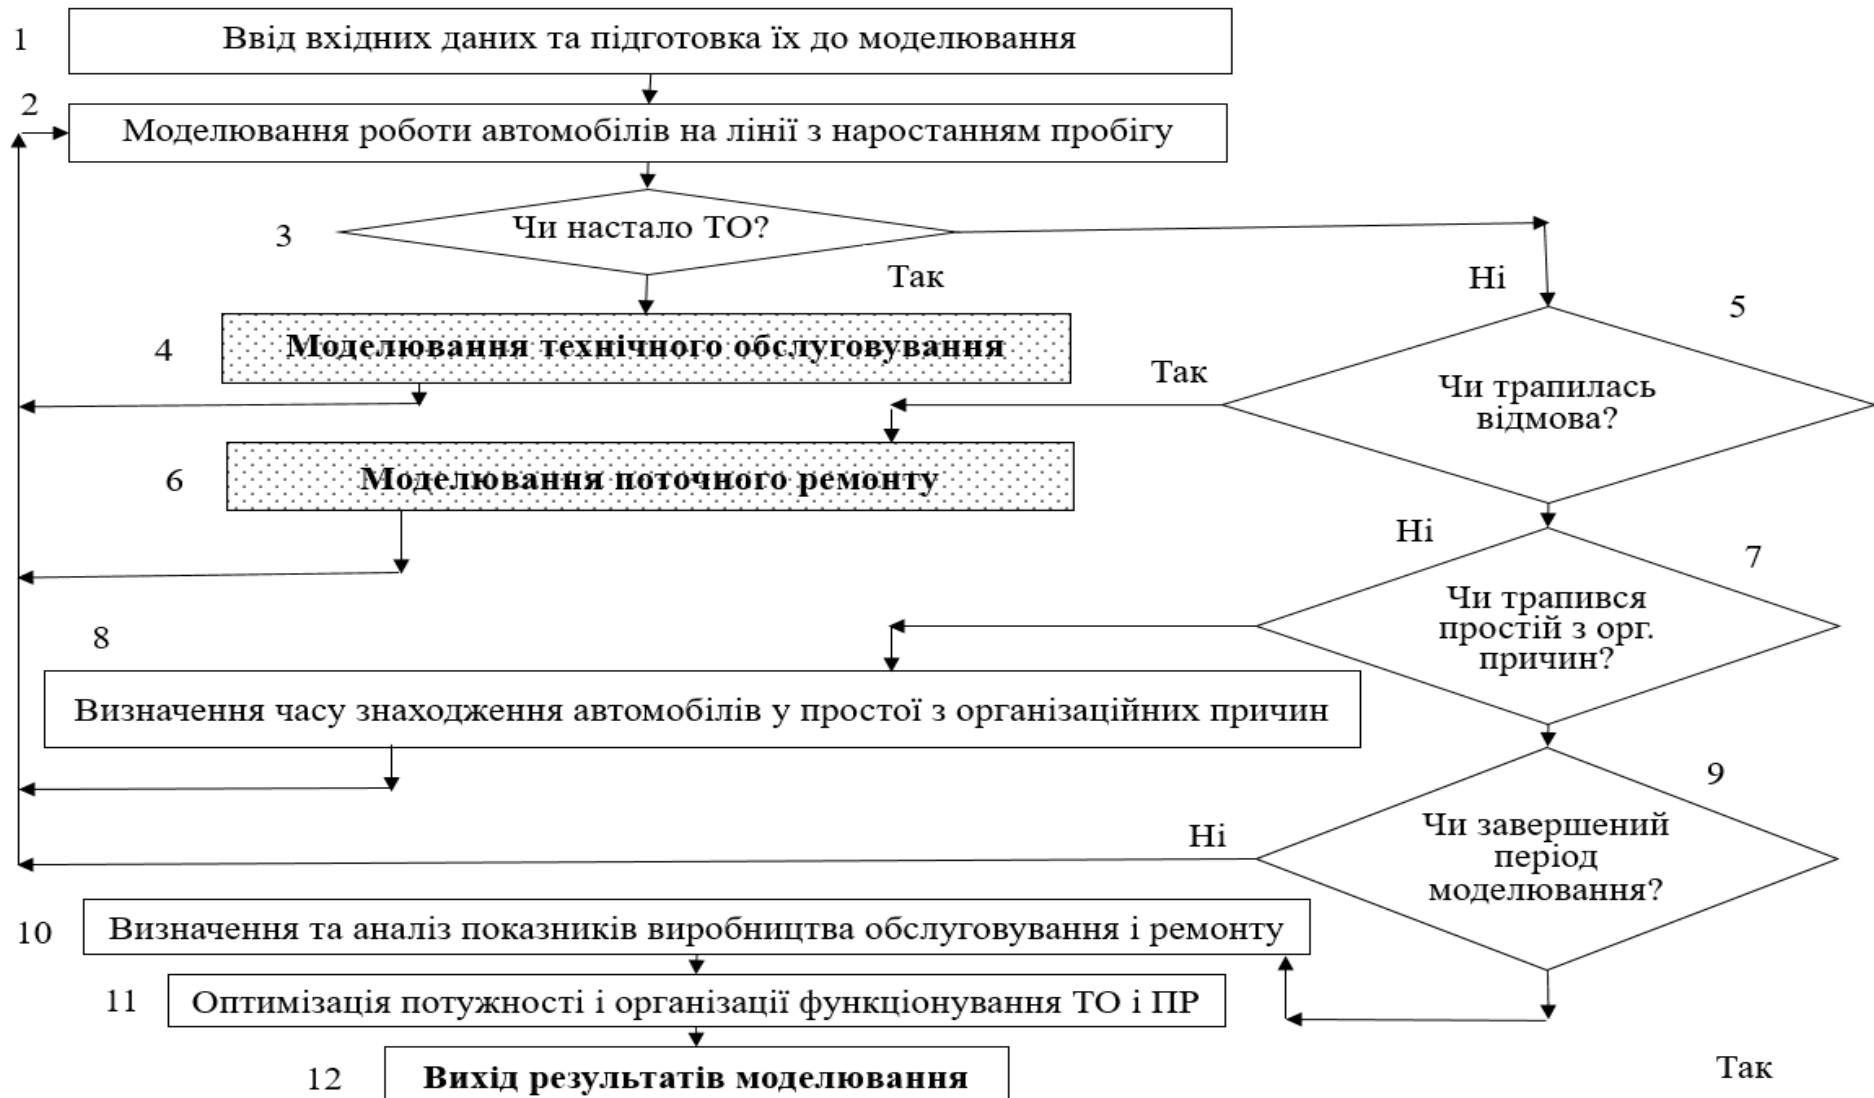 1
Ввід вхідних даних та підготовка їх до моделювання
2
Моделювання роботи автомобілів на лінії з наростанням пробігу
3
Чи настало ТО?
Так
Ні
5
4
Моделювання технічного обслуговування
Так
Чи трапилась
відмова?
6
Моделювання поточного ремонту
Ні
7
Чи трапився
простій з орг.
причин?
8
Визначення часу знаходження автомобілів у простої з організаційних причин
9
Ні
Чи завершений
період
моделювання?
10
Визначення та аналіз показників виробництва обслуговування і ремонту
11
Оптимізація потужності і організації функціонування ТО і ПР
Так
12
Вихід результатів моделювання